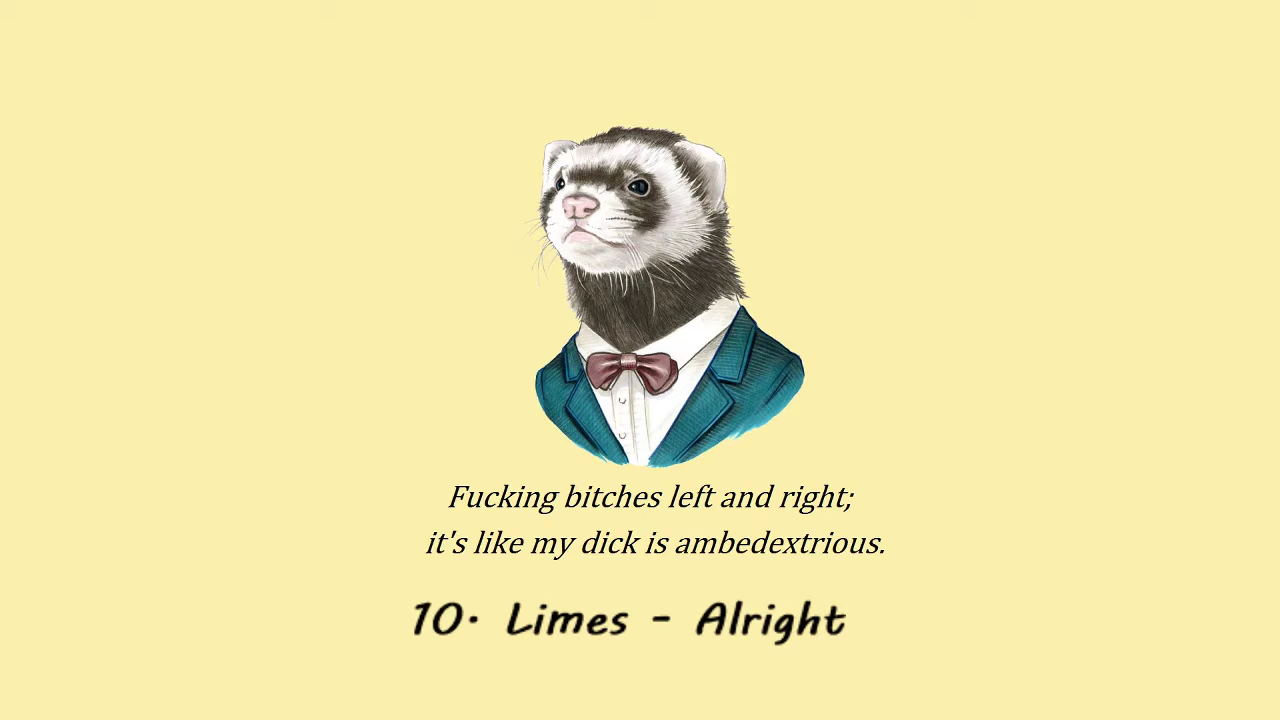 Fucking bitches left and right;
it's like my dick is ambedextrious.
10. Limes - Alright